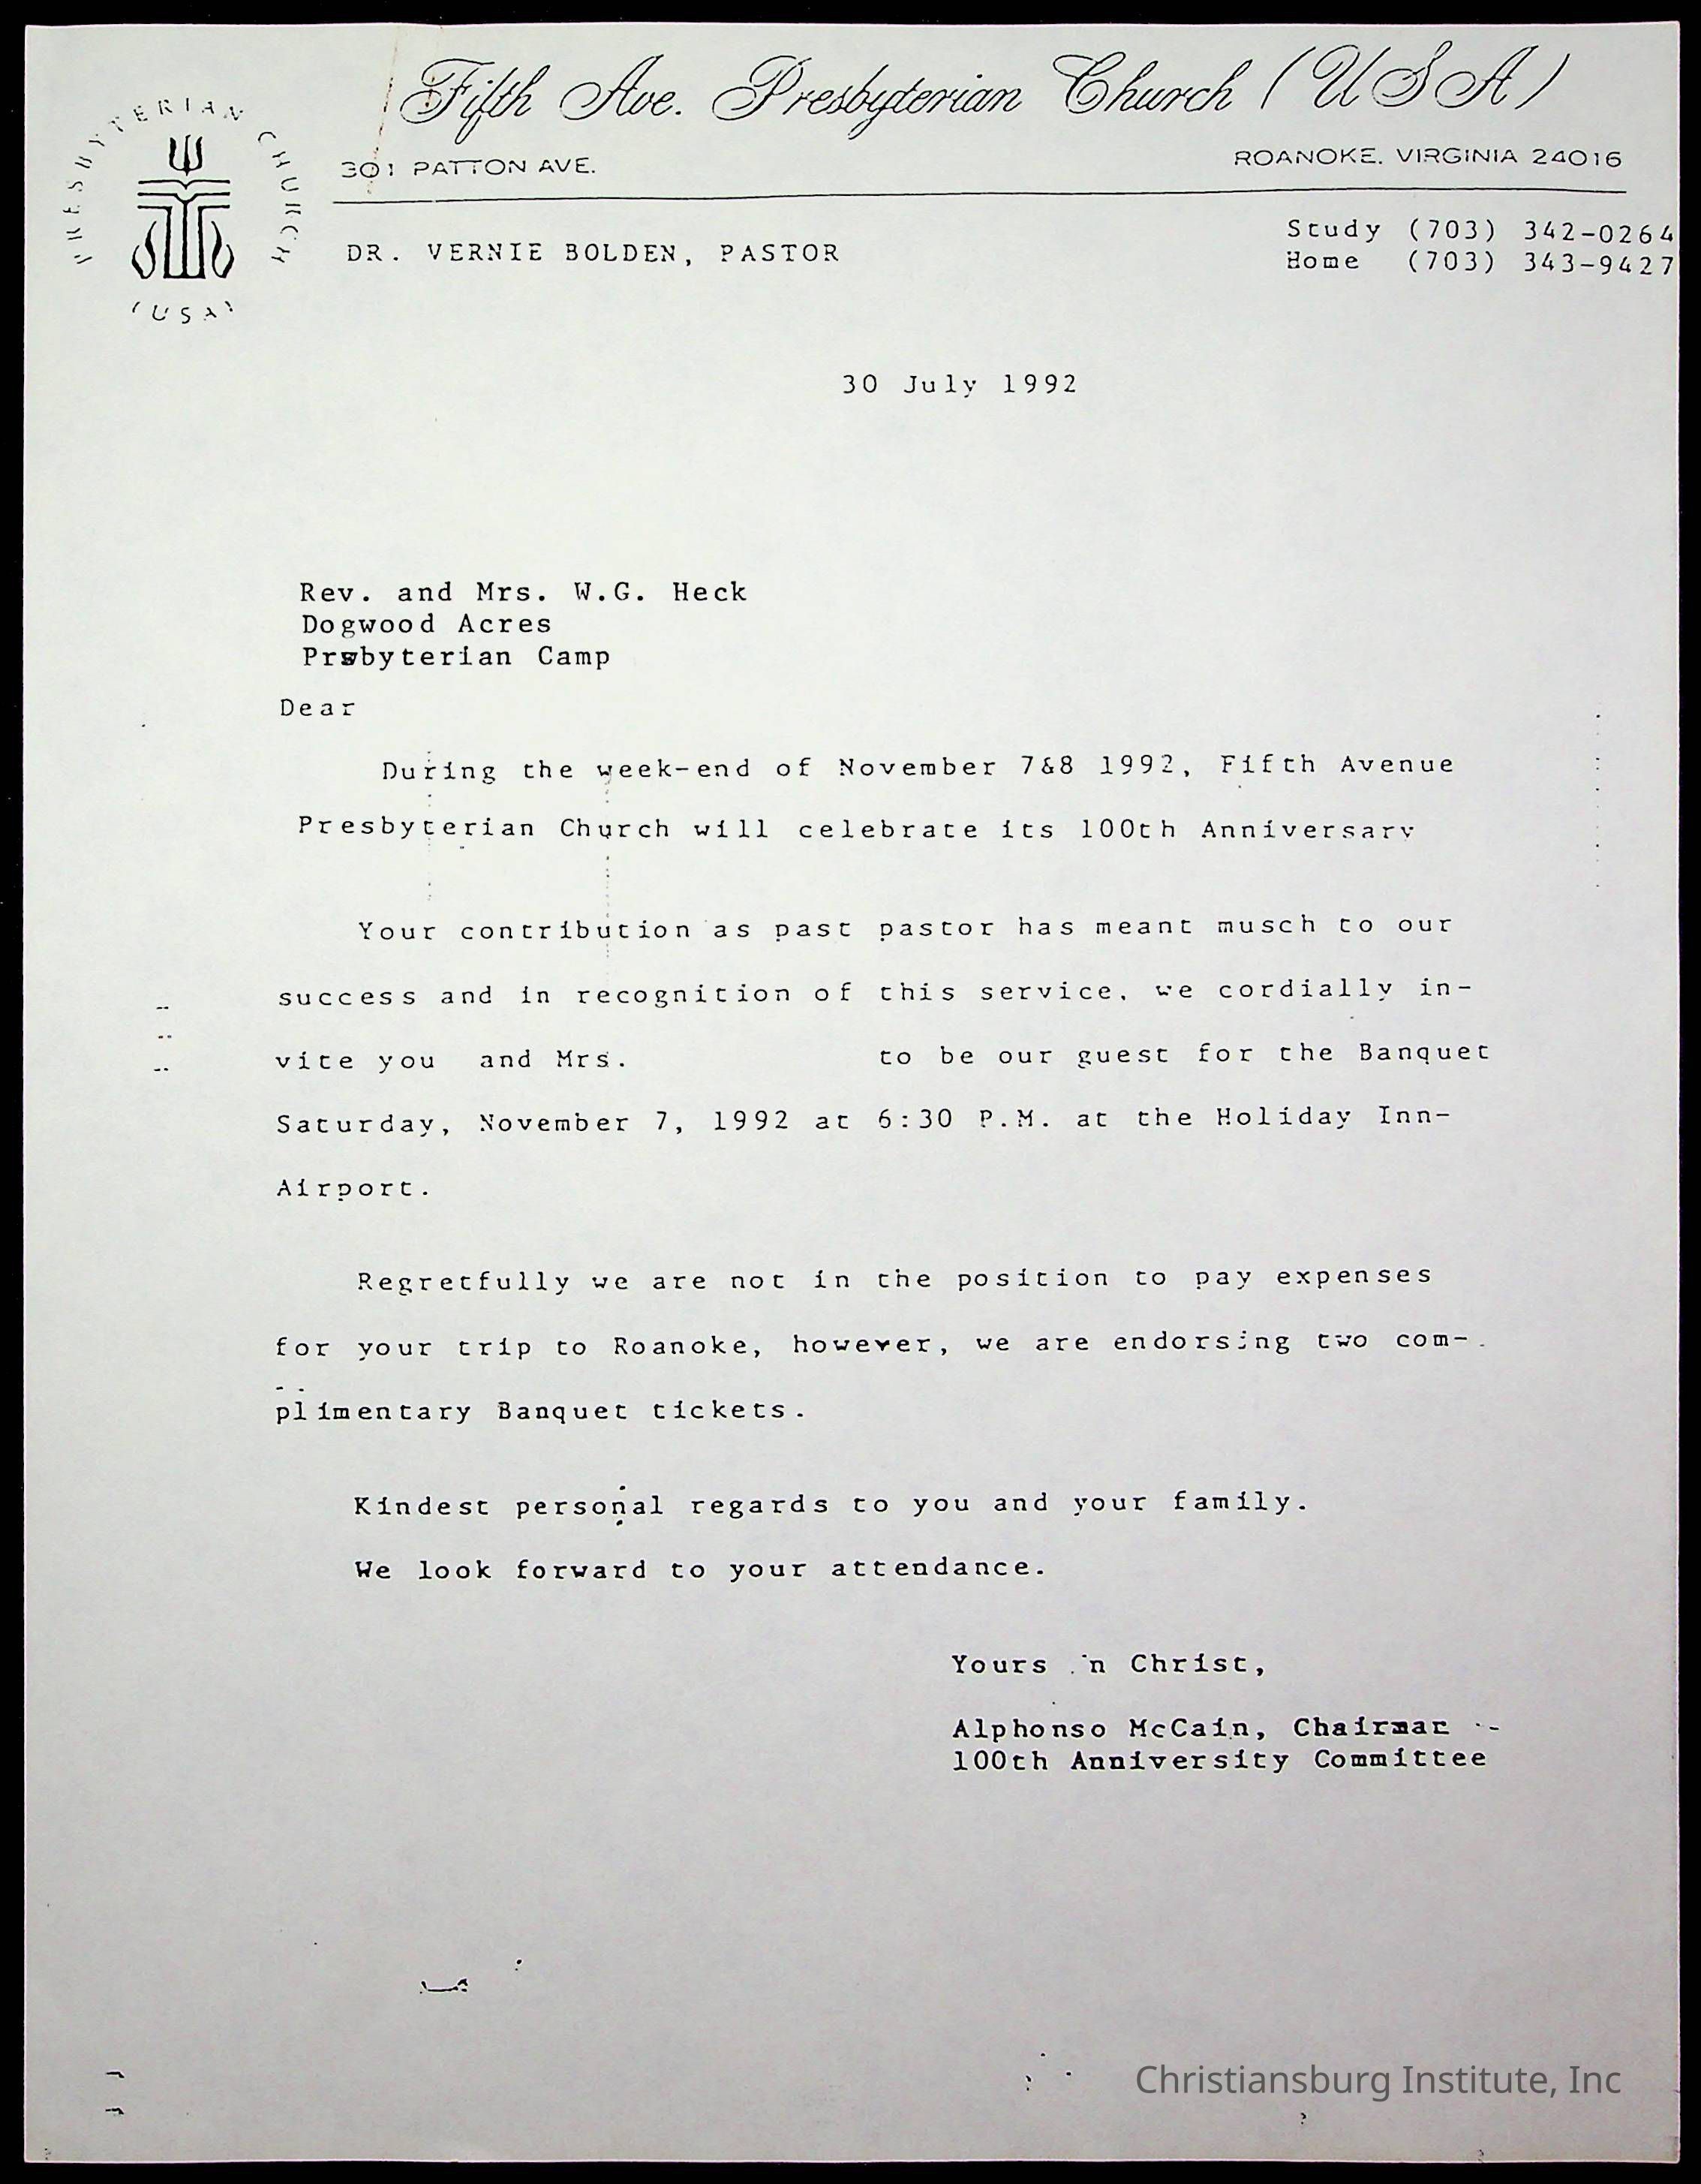 Fifth Ave. Presbyterian Church (USA)
PRESBYTERIAN CHURCH
(USA)
301 PATTON AVE.
ROANOKE, VIRGINIA 24016
DR. VERNIE BOLDEN, PASTOR
Study (703) 342-0264
Home (703) 343-9427
30 July 1992
Rev. and Mrs. W.G. Heck
Dogwood Acres
Camp
Dear
During the week-end of November 7&8 1992, Fifth Avenue
Presbyterian Church will celebrate its 100th Anniversary
Your contribution as past pastor has meant musch to our
success and in recognition of this service, we cordially in-
vite you and Mrs. to be our guest for the Banquet
Saturday, November 7, 1992 at 6:30 P.M. at the Holiday Inn-
Airport.
Regretfully we are not in the position to pay expenses
for your trip to Roanoke, however, we are endorsing two com-
plimentary Banquet tickets.
Kindest personal regards to you and your family.
We look forward to your attendance.
Yours in Christ,
Alphonso McCain, Chairman
100th Anniversity Committee
Christiansburg Institute, Inc